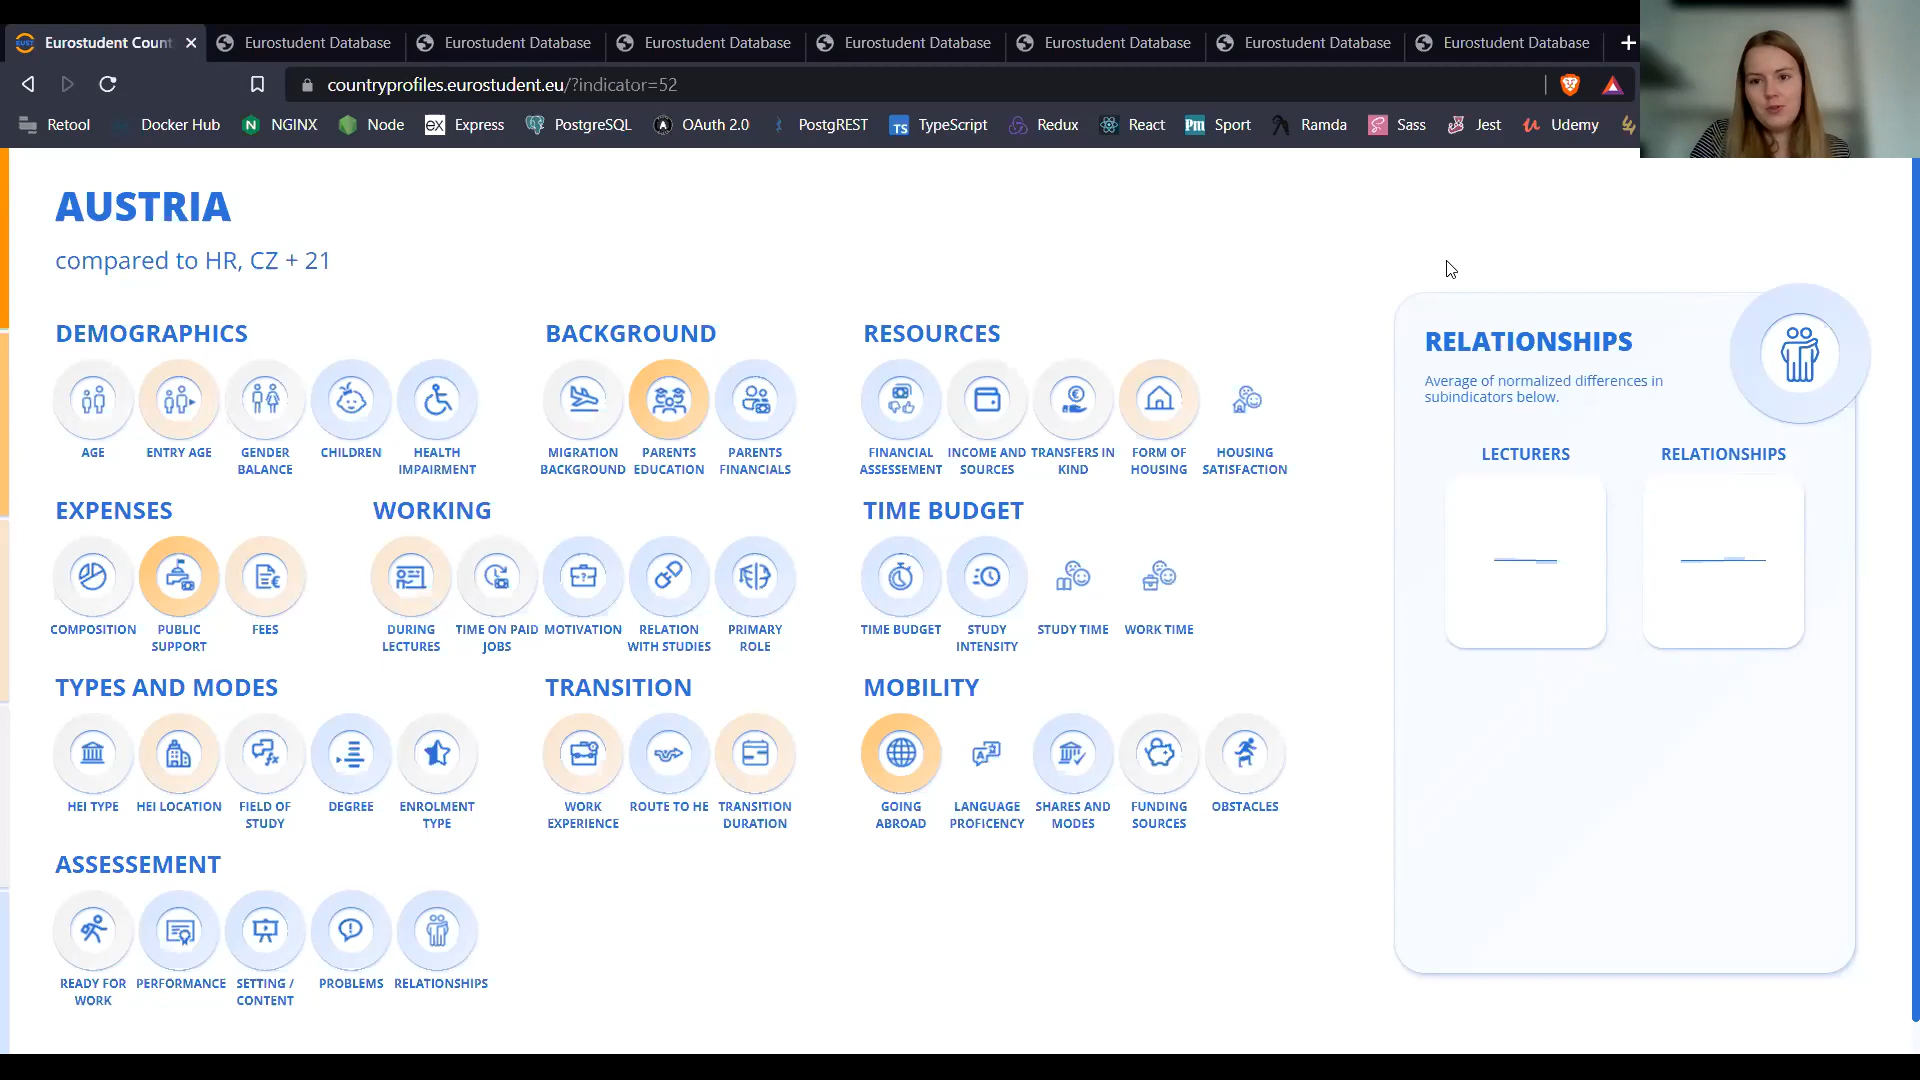 Eurostudent Coun
Eurostudent Database
Eurostudent Database
Eurostudent Database
Eurostudent Database
Eurostudent Database
Eurostudent Database
Eurostudent Database
countryprofiles.eurostudent.eu/?indicator=52
Retool
Docker Hub
NGINX
Node
ex Express
PostgreSQL
OAuth 2.0
PostgREST
TS TypeScript
Redux
React
Pm Sport
Ramda
Sass
Jest
Udemy
AUSTRIA
compared to HR, CZ + 21
DEMOGRAPHICS
AGE
ENTRY AGE
GENDER
BALANCE
CHILDREN
HEALTH
IMPAIRMENT
BACKGROUND
MIGRATION
BACKGROUND
PARENTS
EDUCATION
PARENTS
FINANCIALS
RESOURCES
FINANCIAL
ASSESSEMENT
INCOME AND
SOURCES
TRANSFERS IN
KIND
FORM OF
HOUSING
HOUSING
SATISFACTION
EXPENSES
COMPOSITION
PUBLIC
SUPPORT
FEES
WORKING
DURING
LECTURES
TIME ON PAID
JOBS
MOTIVATION
RELATION
WITH STUDIES
PRIMARY
ROLE
TIME BUDGET
TIME BUDGET
STUDY
INTENSITY
STUDY TIME
WORK TIME
TYPES AND MODES
HEI TYPE
HEI LOCATION
FIELD OF
STUDY
DEGREE
ENROLMENT
TYPE
TRANSITION
WORK
EXPERIENCE
ROUTE TO HE
TRANSITION
DURATION
MOBILITY
GOING
ABROAD
LANGUAGE
PROFICENCY
SHARES AND
MODES
FUNDING
SOURCES
OBSTACLES
ASSESSEMENT
READY FOR
WORK
PERFORMANCE
SETTING /
CONTENT
PROBLEMS
RELATIONSHIPS
RELATIONSHIPS
Average of normalized differences in
subindicators below.
LECTURERS
RELATIONSHIPS